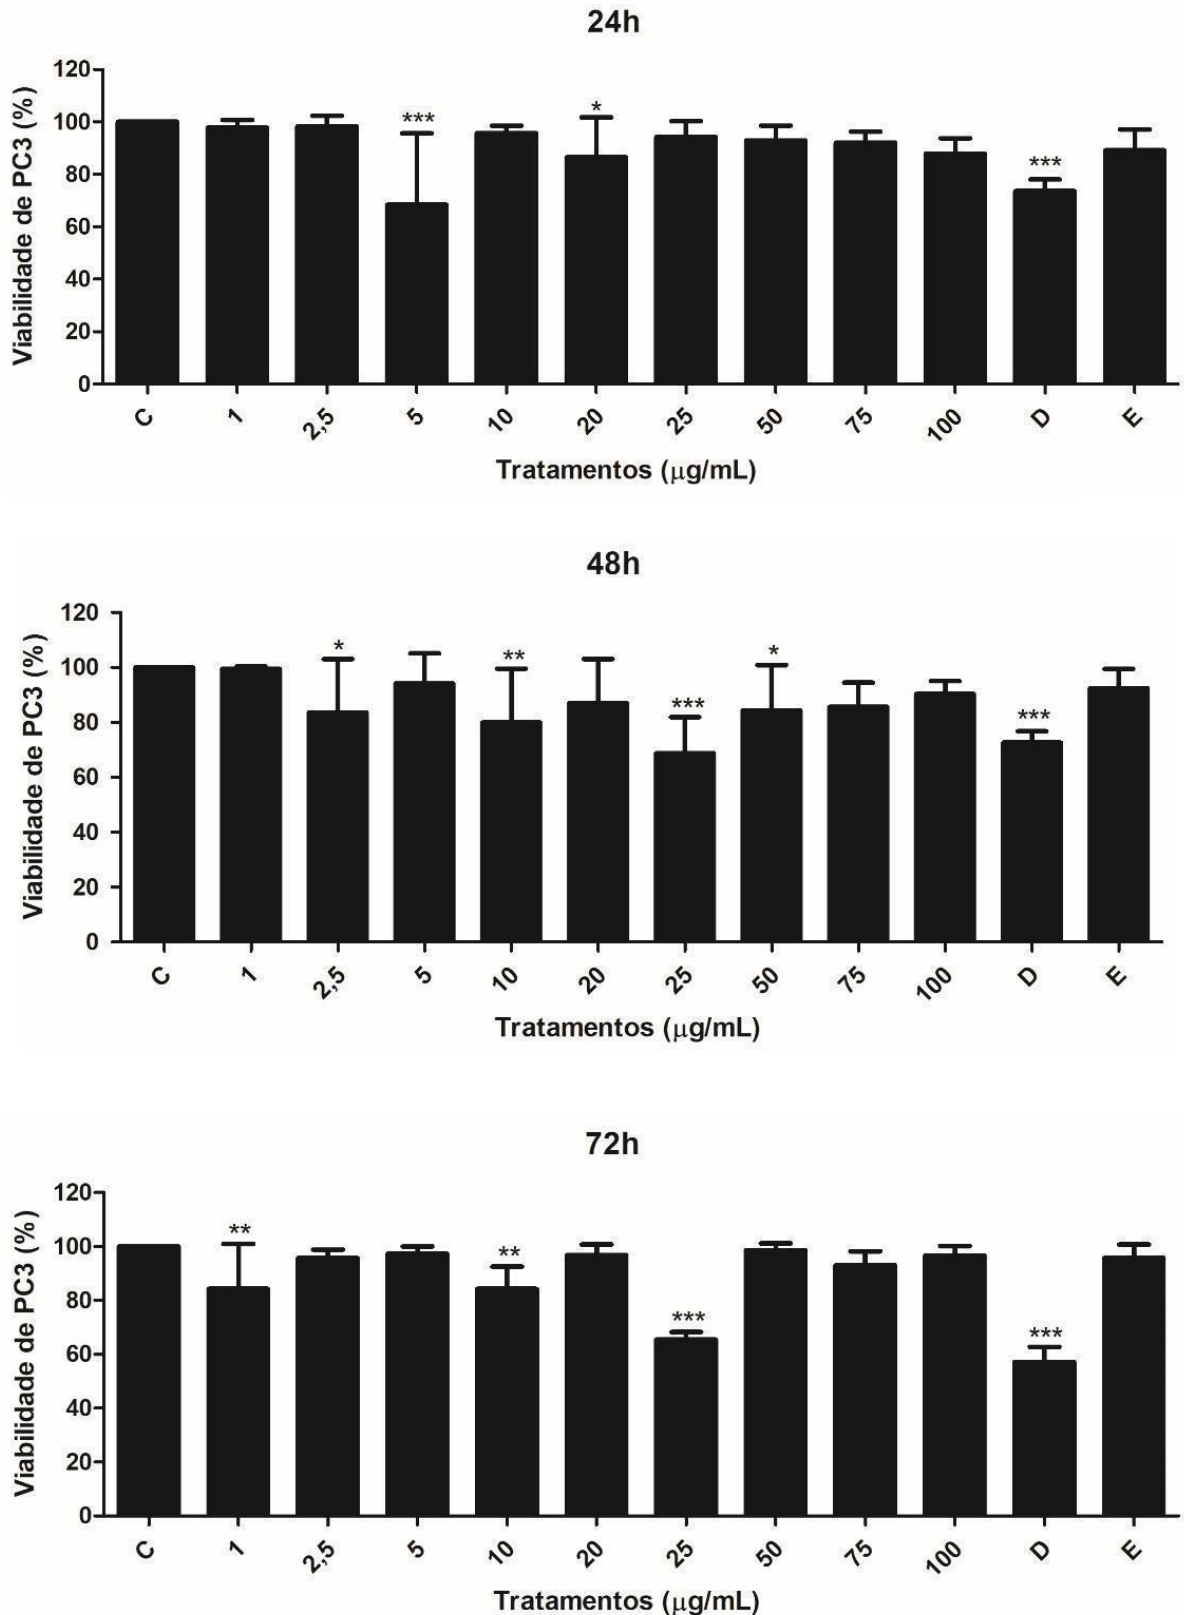 24h
Viabilidade de PC3 (%)
120
100
80
60
40
20
0
***
*
***
C 1 2,5 5 10 20 25 50 75 100 D E
Tratamentos (μg/mL)
48h
Viabilidade de PC3 (%)
120
100
80
60
40
20
0
*
**
***
*
***
C 1 2,5 5 10 20 25 50 75 100 D E
Tratamentos (μg/mL)
72h
Viabilidade de PC3 (%)
120
100
80
60
40
20
0
**
**
***
***
C 1 2,5 5 10 20 25 50 75 100 D E
Tratamentos (μg/mL)